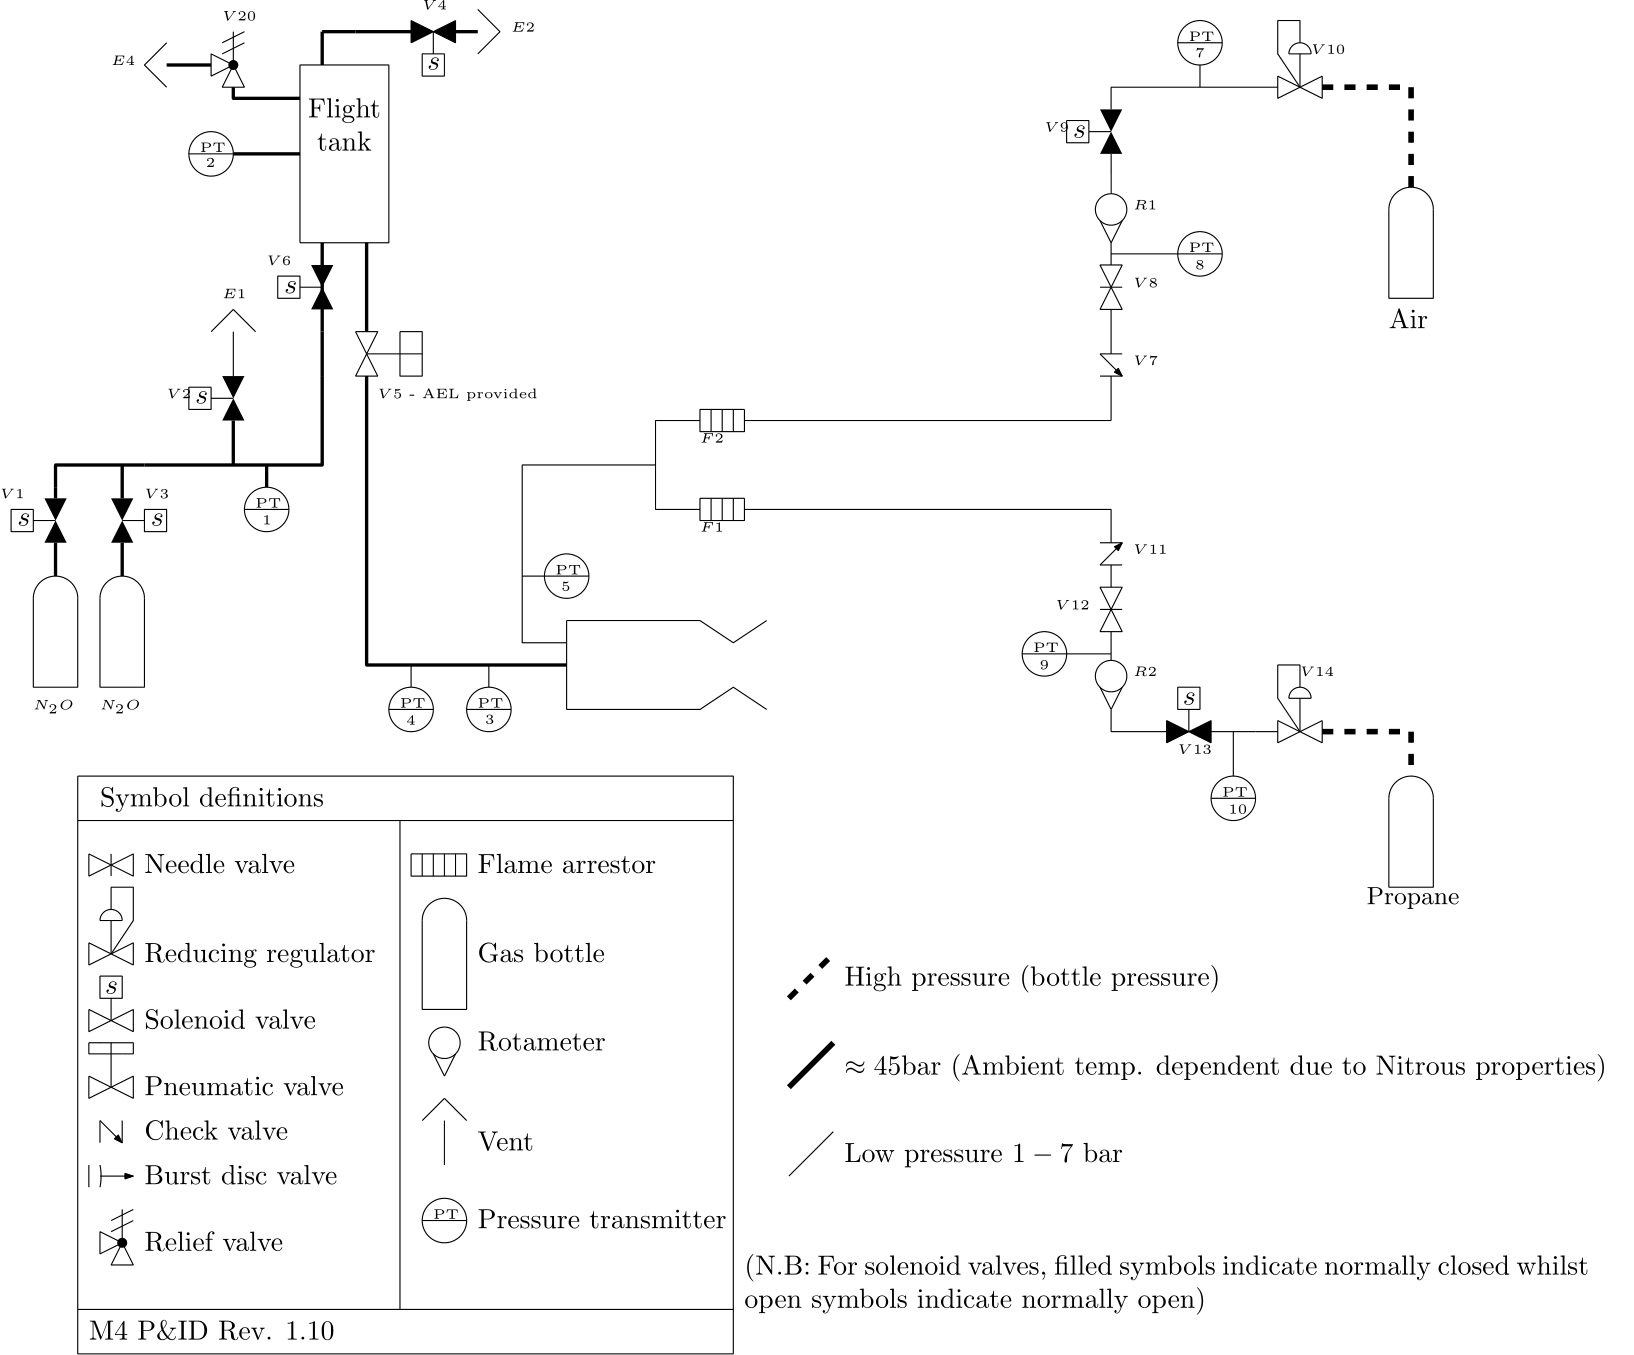 V20
V4
E2
E4
S
Flight
tank
PT
2
PT
7
V10
V9
S
R1
PT
8
V8
Air
V7
V6
S
E1
V2
S
V5 - AEL provided
F2
V1
S
V3
S
PT
1
F1
V11
PT
5
V12
PT
9
R2
V14
S
V13
N2O
N2O
PT
4
PT
3
PT
10
Propane
Symbol definitions
Needle valve
Reducing regulator
S
Solenoid valve
Pneumatic valve
Check valve
Burst disc valve
Relief valve
Flame arrestor
Gas bottle
Rotameter
Vent
PT
Pressure transmitter
M4 P&ID Rev. 1.10
High pressure (bottle pressure)
≈ 45bar (Ambient temp. dependent due to Nitrous properties)
Low pressure 1 − 7 bar
(N.B: For solenoid valves, filled symbols indicate normally closed whilst
open symbols indicate normally open)